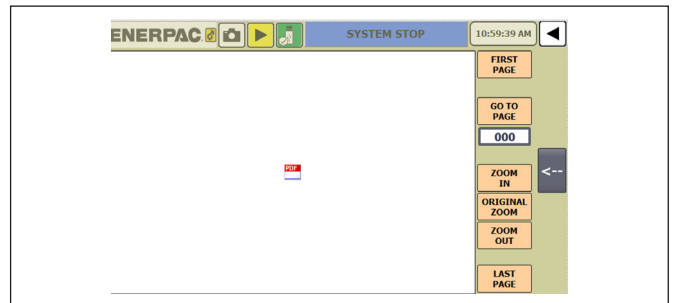 ENERPAC
SYSTEM STOP
10:59:39 AM
FIRST
PAGE
GO TO
PAGE
000
PDF
ZOOM
IN
<--
ORIGINAL
ZOOM
ZOOM
OUT
LAST
PAGE